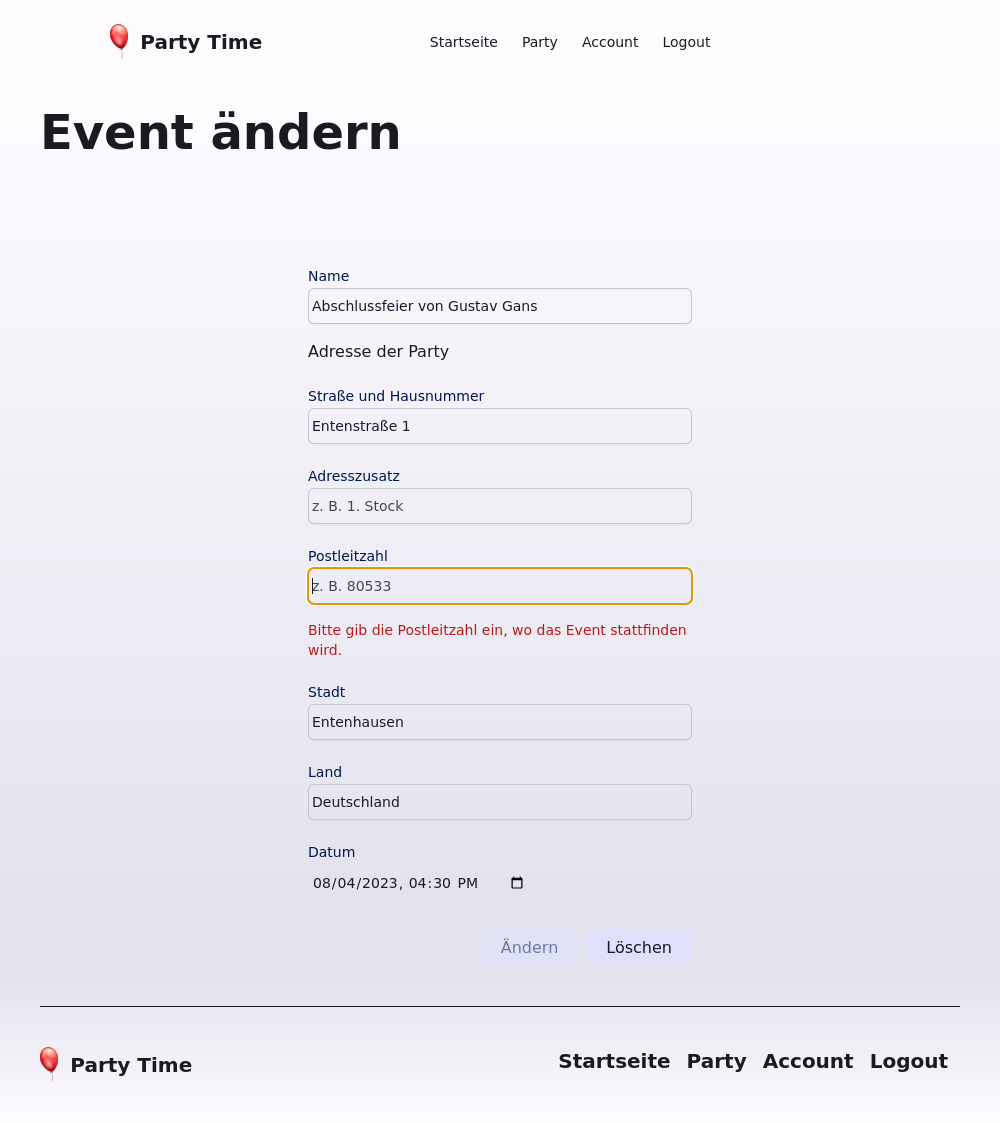 Party Time
Startseite Party Account Logout
Event ändern
Name
Abschlussfeier von Gustav Gans
Adresse der Party
Straße und Hausnummer
Entenstraße 1
Adresszusatz
z. B. 1. Stock
Postleitzahl
z. B. 80533
Bitte gib die Postleitzahl ein, wo das Event stattfinden
wird.
Stadt
Entenhausen
Land
Deutschland
Datum
08/04/2023, 04:30 PM
Ändern Löschen
Party Time
Startseite Party Account Logout